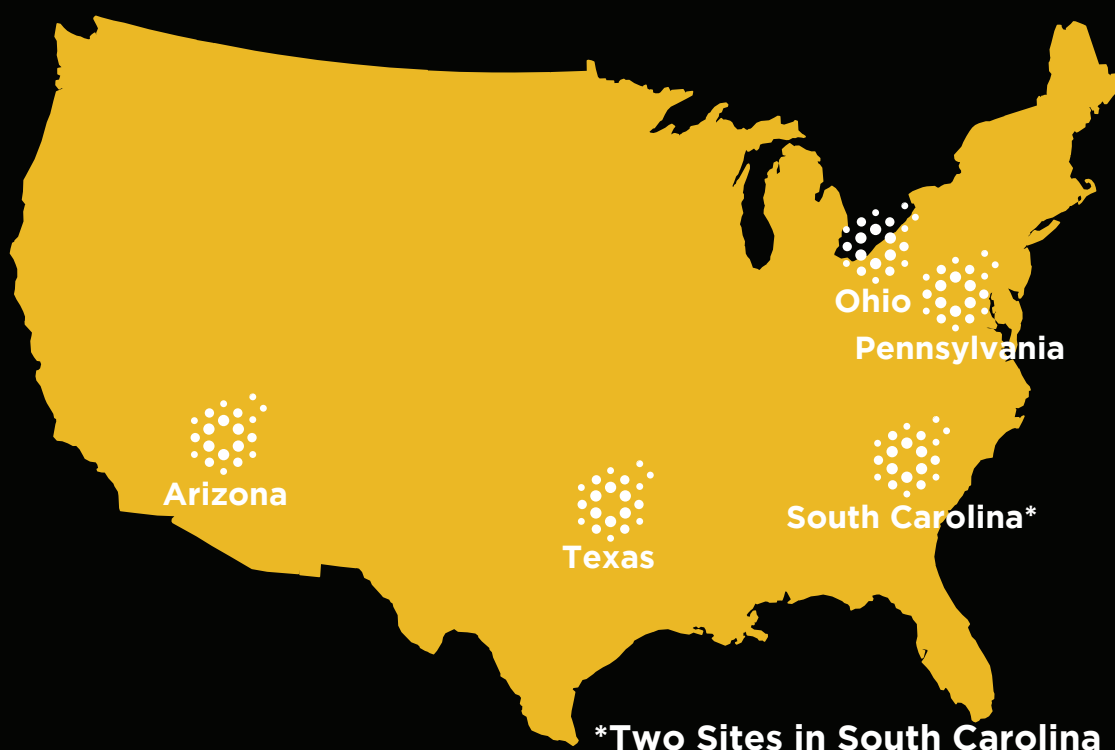 Ohio
Pennsylvania
Arizona
South Carolina*
Texas
*Two Sites in South Carolina